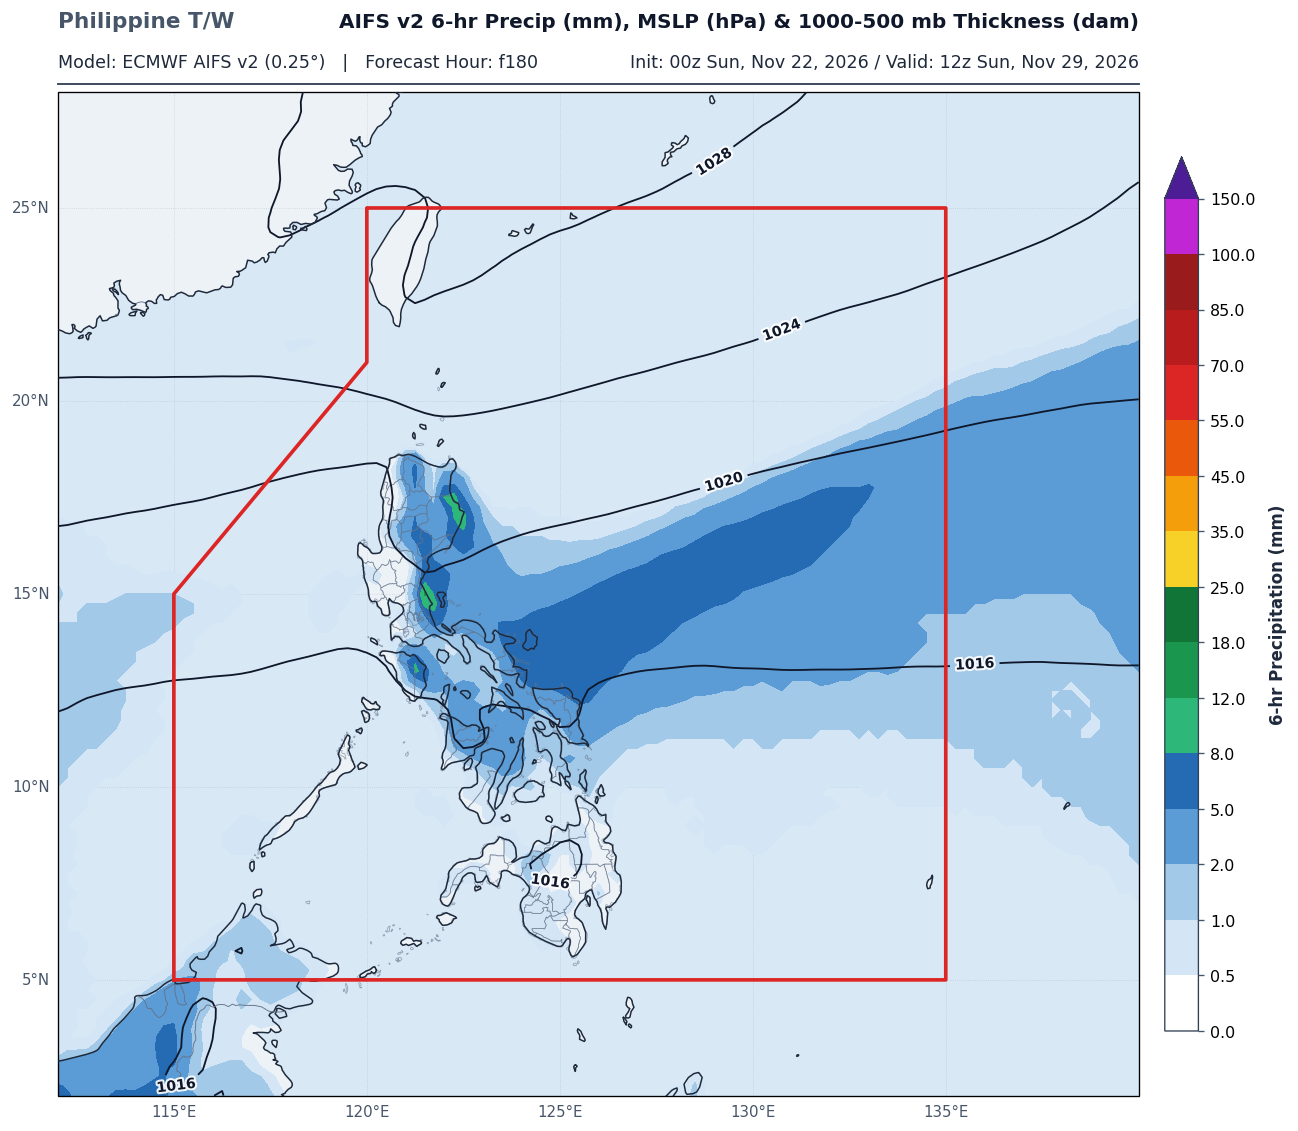 Philippine T/W
AIFS v2 6-hr Precip (mm), MSLP (hPa) & 1000-500 mb Thickness (dam)
Model: ECMWF AIFS v2 (0.25°) | Forecast Hour: f180
Init: 00z Sun, Nov 22, 2026 / Valid: 12z Sun, Nov 29, 2026
1028
1024
1020
1016
1016
1016
25°N
20°N
15°N
10°N
5°N
115°E
120°E
125°E
130°E
135°E
150.0
100.0
85.0
70.0
55.0
45.0
35.0
25.0
18.0
12.0
8.0
5.0
2.0
1.0
0.5
0.0
6-hr Precipitation (mm)